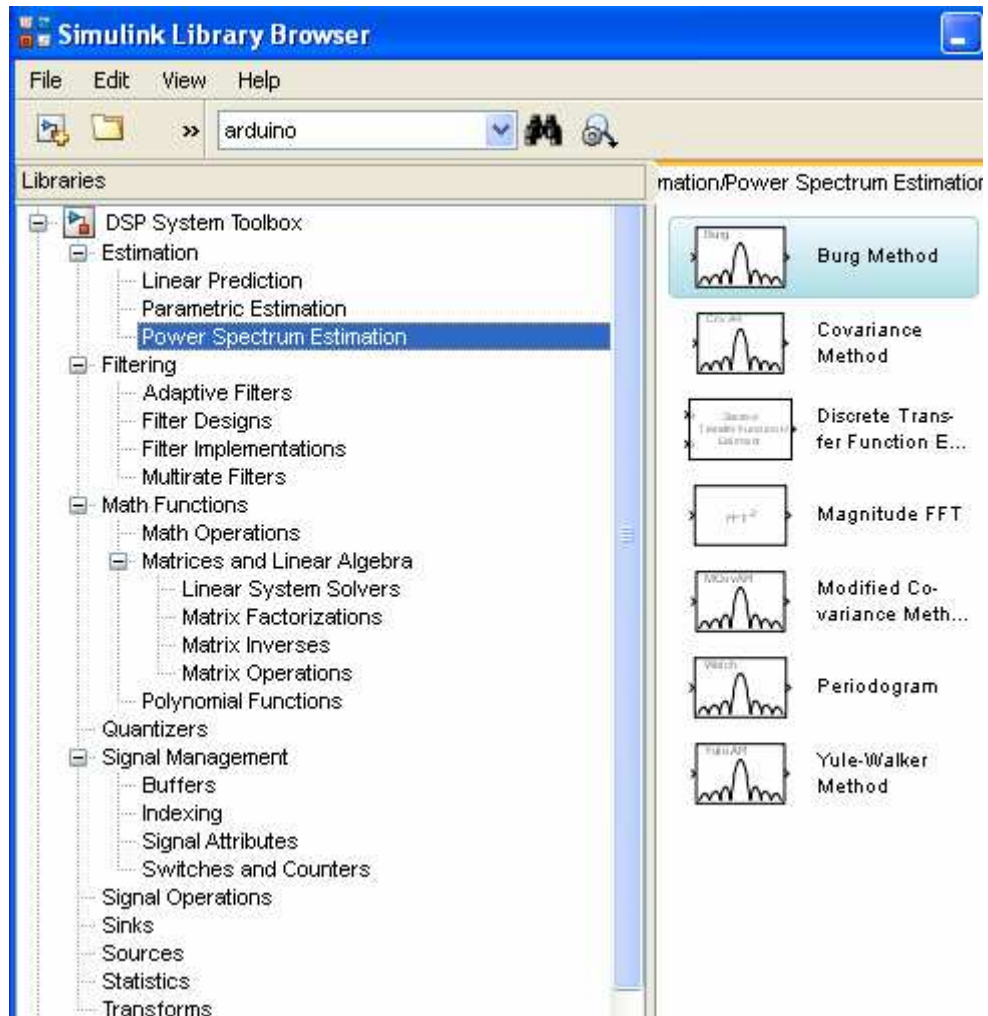 Simulink Library Browser
File Edit View Help
» arduino
Libraries
mation/Power Spectrum Estimation
DSP System Toolbox
Estimation
Linear Prediction
Parametric Estimation
Power Spectrum Estimation
Filtering
Adaptive Filters
Filter Designs
Filter Implementations
Multirate Filters
Math Functions
Math Operations
Matrices and Linear Algebra
Linear System Solvers
Matrix Factorizations
Matrix Inverses
Matrix Operations
Polynomial Functions
Quantizers
Signal Management
Buffers
Indexing
Signal Attributes
Switches and Counters
Signal Operations
Sinks
Sources
Statistics
Transforms
Burg
Burg Method
Covariance
Method
Discrete Trans-
fer Function E...
Magnitude FFT
Modified Co-
variance Meth...
Welch
Periodogram
Yule AR
Yule-Walker
Method